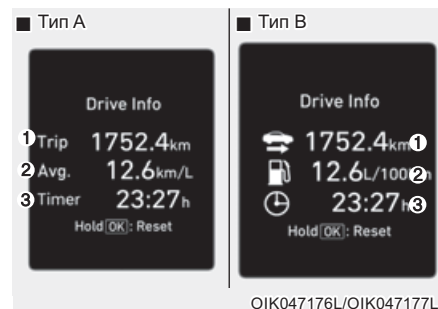 ■ Тип A
Drive Info
1 Trip 1752.4km
2 Avg. 12.6km/L
3 Timer 23:27h
Hold OK : Reset
■ Тип B
Drive Info
1752.4km 1
12.6L/100km 2
23:27h 3
Hold OK : Reset
OIK047176L/OIK047177L